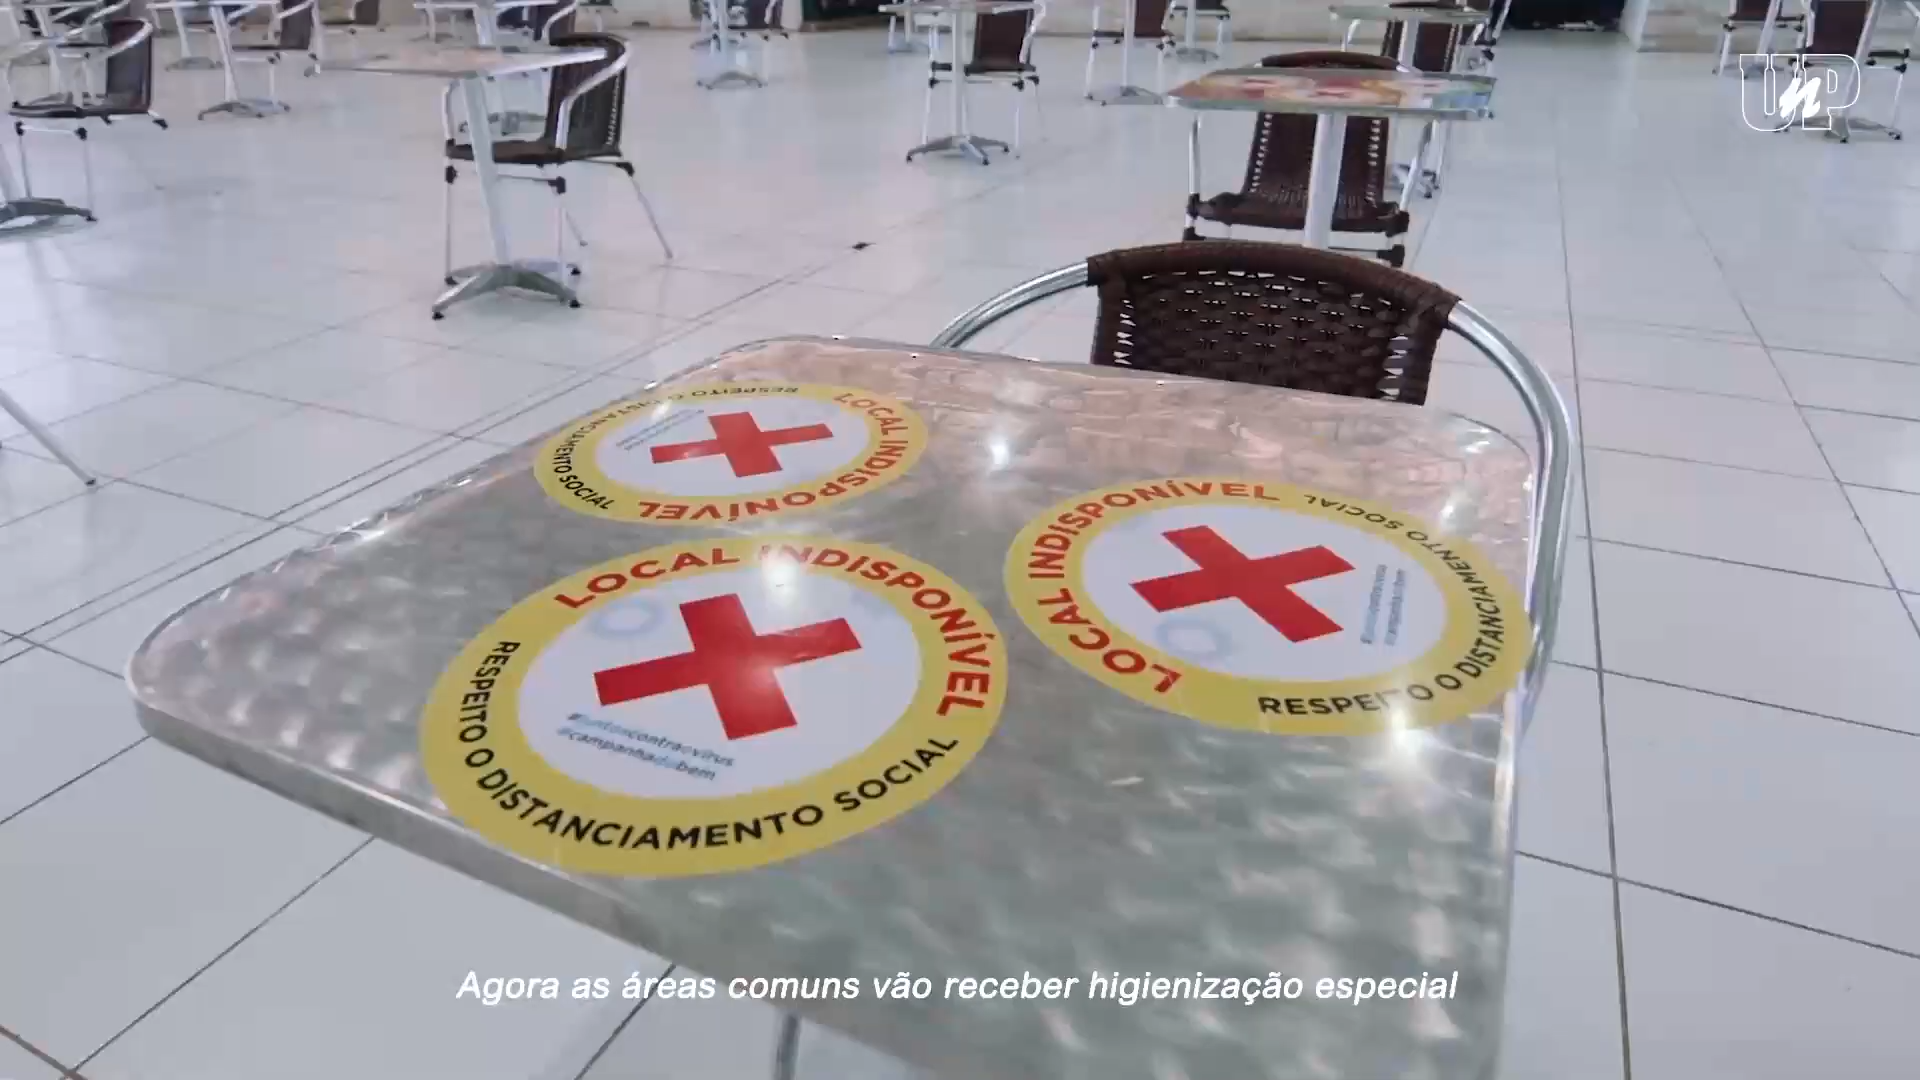 UnP
RESPEITO O DISTANCIAMENTO SOCIAL
LOCAL INDISPONÍVEL
LOCAL INDISPONÍVEL
RESPEITO O DISTANCIAMENTO SOCIAL
LOCAL INDISPONÍVEL
#juntoscontraovirus
#campanhadobem
RESPEITO O DISTANCIAMENTO SOCIAL
Agora as áreas comuns vão receber higienização especial